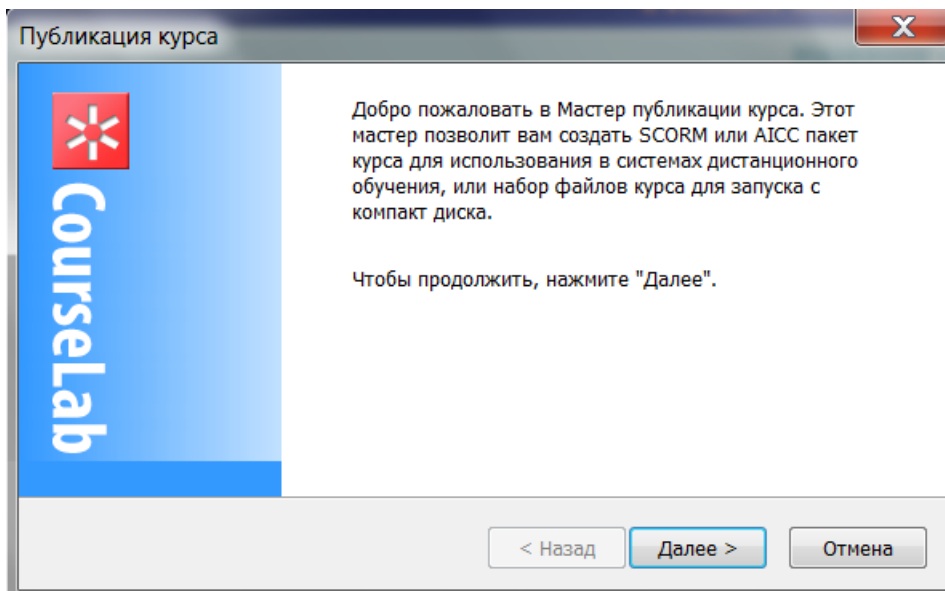 Публикация курса
X
CourseLab
Добро пожаловать в Мастер публикации курса. Этот
мастер позволит вам создать SCORM или AICC пакет
курса для использования в системах дистанционного
обучения, или набор файлов курса для запуска с
компакт диска.
Чтобы продолжить, нажмите "Далее".
< Назад
Далее >
Отмена